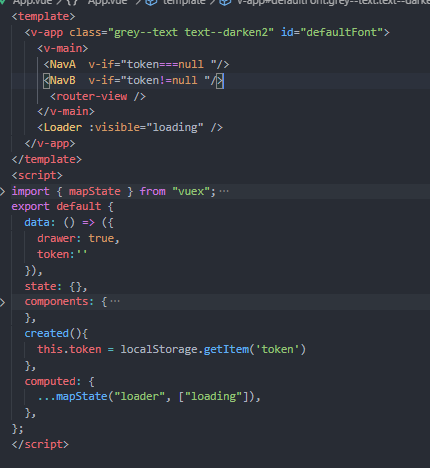 App.vue > {} App.vue > template > v-app#defaultFont.grey--text.text--dark
<template>
<v-app class="grey--text text--darken2" id="defaultFont">
<v-main>
<NavA v-if="token===null "/>
<NavB v-if="token!=null "/>
<router-view />
</v-main>
<Loader :visible="loading" />
</v-app>
</template>
<script>
import { mapState } from "vuex"; ···
export default {
data: () => ({
drawer: true,
token:''
}),
state: {},
components: { ···
},
created(){
this.token = localStorage.getItem('token')
},
computed: {
...mapState("loader", ["loading"]),
},
};
</script>